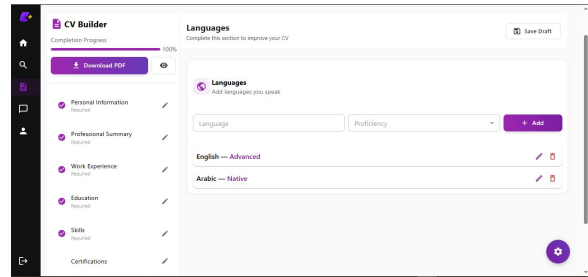 CV Builder
Completion Progress
100%
Download PDF
Personal Information
Required
Professional Summary
Required
Work Experience
Required
Education
Required
Skills
Required
Certifications
Languages
Complete this section to improve your CV
Save Draft
Languages
Add languages you speak
Language
Proficiency
+ Add
English — Advanced
Arabic — Native